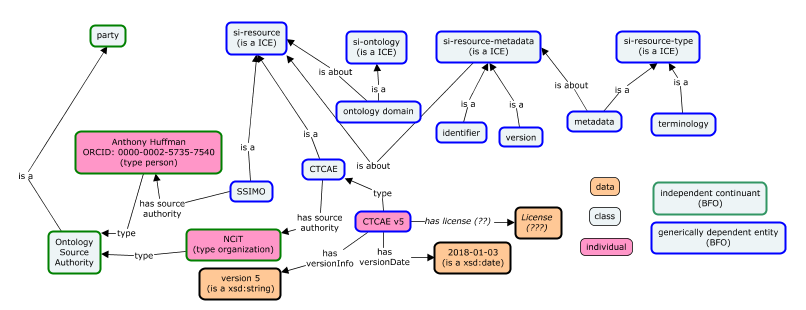 party
si-resource
(is a ICE)
si-ontology
(is a ICE)
si-resource-metadata
(is a ICE)
si-resource-type
(is a ICE)
is about
is a
is about
is a
is a
is a
is a
ontology domain
identifier
version
metadata
terminology
Anthony Huffman
ORCID: 0000-0002-5735-7540
(type person)
is a
is a
is about
CTCAE
is a
has source
authority
SSIMO
type
data
class
individual
independent continuant
(BFO)
generically dependent entity
(BFO)
type
Ontology
Source
Authority
type
NCiT
(type organization)
has source
authority
CTCAE v5
has license (??)
License
(???)
has
versionInfo
has
versionDate
version 5
(is a xsd:string)
2018-01-03
(is a xsd:date)